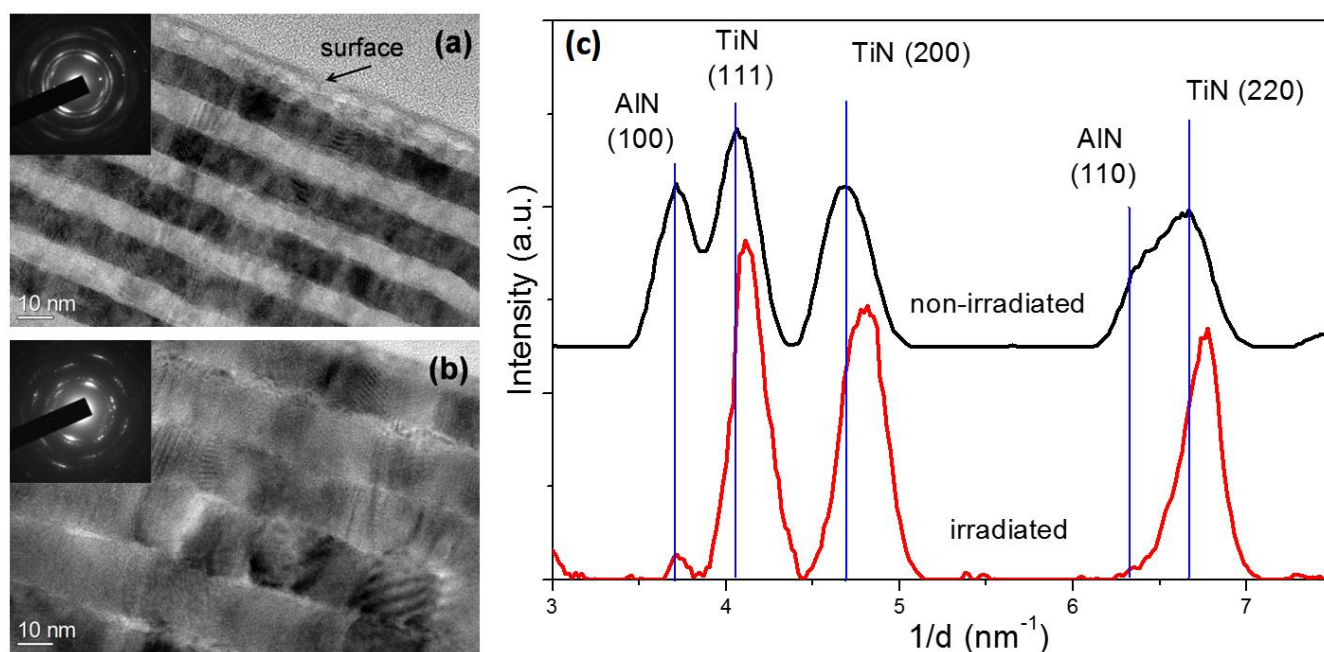 (a)
surface
10 nm
(b)
10 nm
(c)
TiN
(111)
TiN (200)
AlN
(100)
TiN (220)
AlN
(110)
non-irradiated
irradiated
Intensity (a.u.)
3 4 5 6 7
1/d (nm⁻¹)